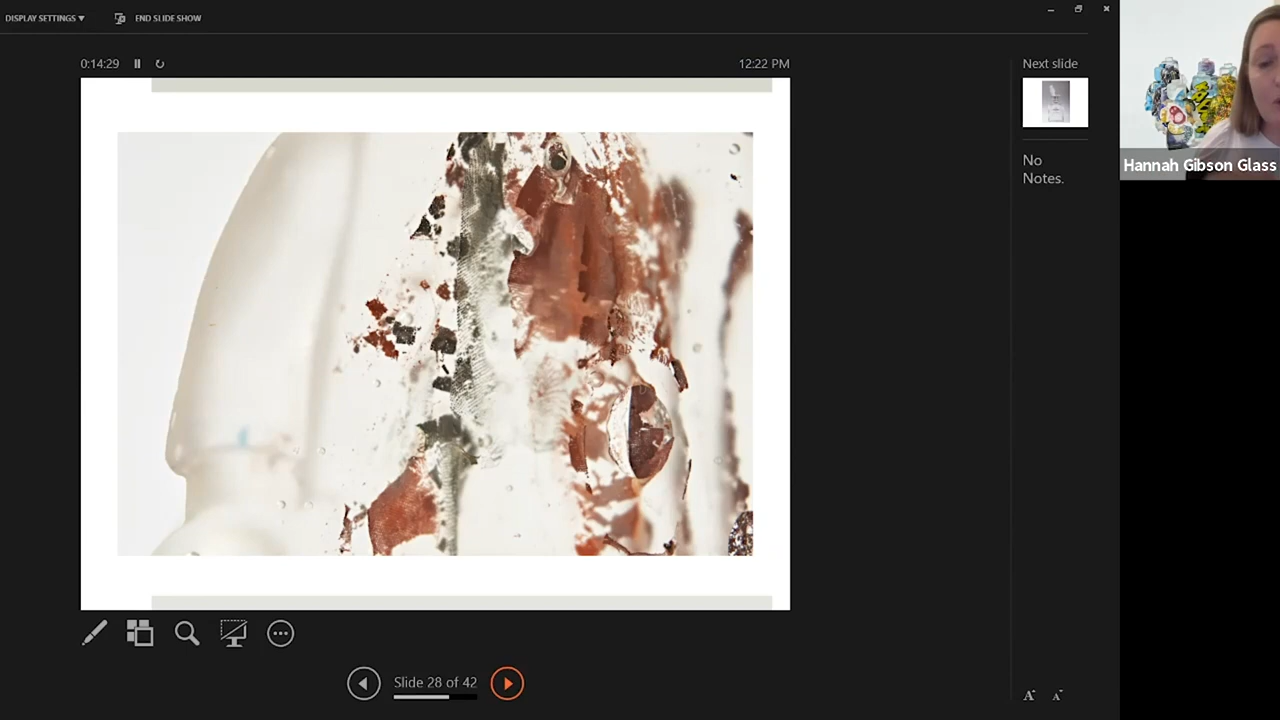 DISPLAY SETTINGS ▼ END SLIDE SHOW
0:14:29 12:22 PM
Next slide
No
Notes.
Hannah Gibson Glass
Slide 28 of 42
A A